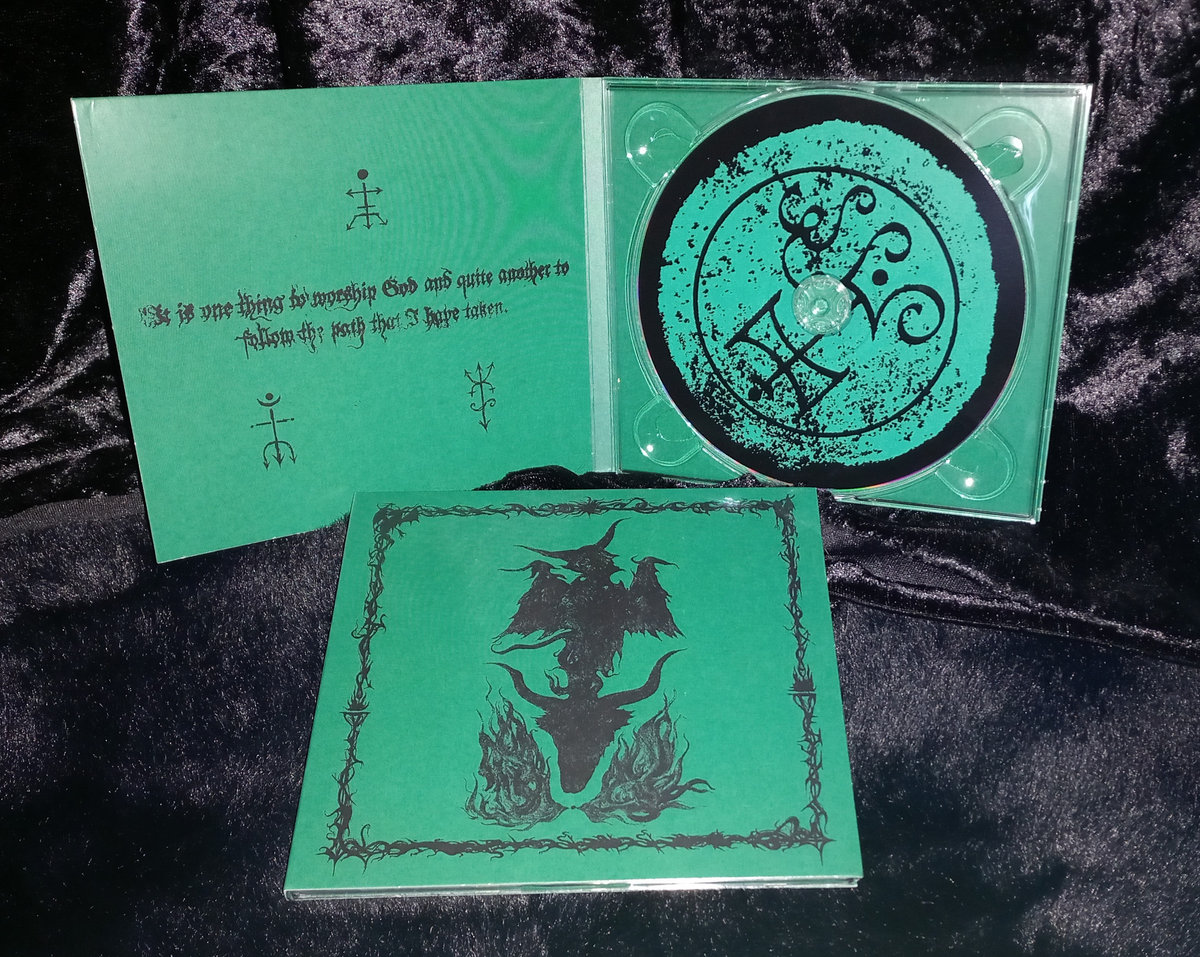 "It is one thing to worship God and quite another to
follow the path that I have taken.